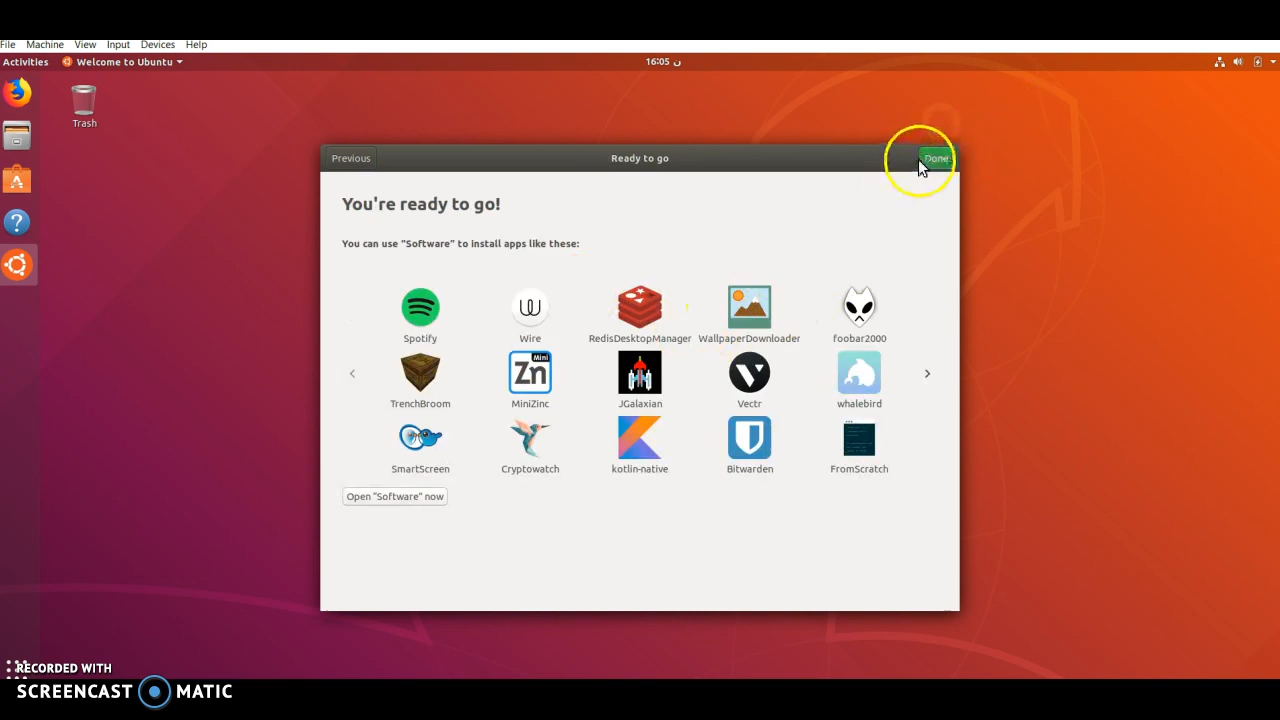 File Machine View Input Devices Help
Activities Welcome to Ubuntu ن 16:05
Trash
Previous Ready to go Done
You're ready to go!
You can use "Software" to install apps like these:
Spotify Wire RedisDesktopManager WallpaperDownloader foobar2000
Mini
Zn
TrenchBroom MiniZinc JGalaxian Vectr whalebird
SmartScreen Cryptowatch kotlin-native Bitwarden FromScratch
Open "Software" now
RECORDED WITH
SCREENCAST MATIC